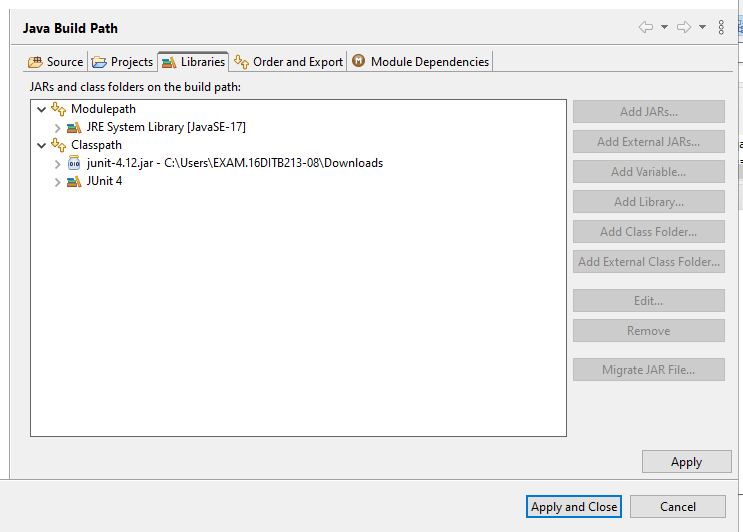 Java Build Path
Source
Projects
Libraries
Order and Export
Module Dependencies
JARs and class folders on the build path:
Modulepath
JRE System Library [JavaSE-17]
Classpath
junit-4.12.jar - C:\Users\EXAM.16DITB213-08\Downloads
JUnit 4
Add JARs...
Add External JARs...
Add Variable...
Add Library...
Add Class Folder...
Add External Class Folder...
Edit...
Remove
Migrate JAR File...
Apply
Apply and Close
Cancel